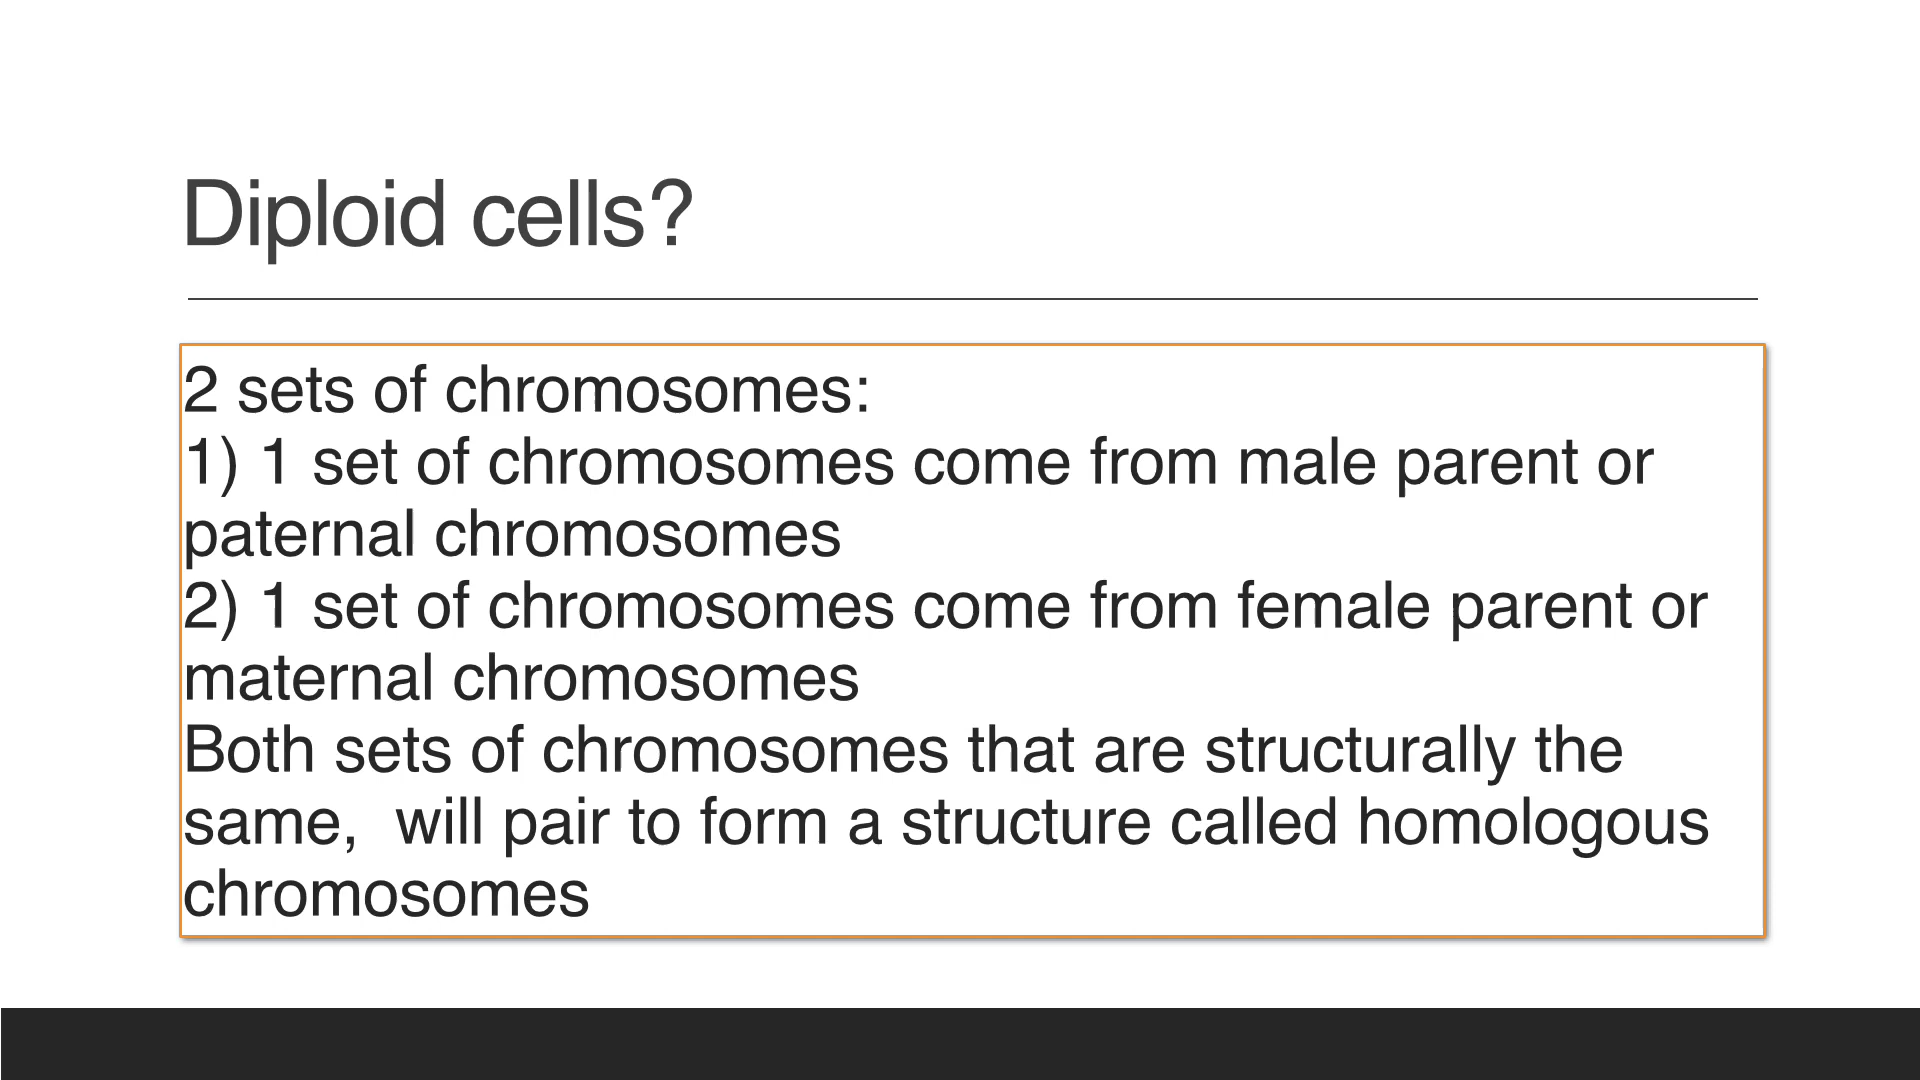 Diploid cells?
2 sets of chromosomes:
1) 1 set of chromosomes come from male parent or
paternal chromosomes
2) 1 set of chromosomes come from female parent or
maternal chromosomes
Both sets of chromosomes that are structurally the
same,  will pair to form a structure called homologous
chromosomes